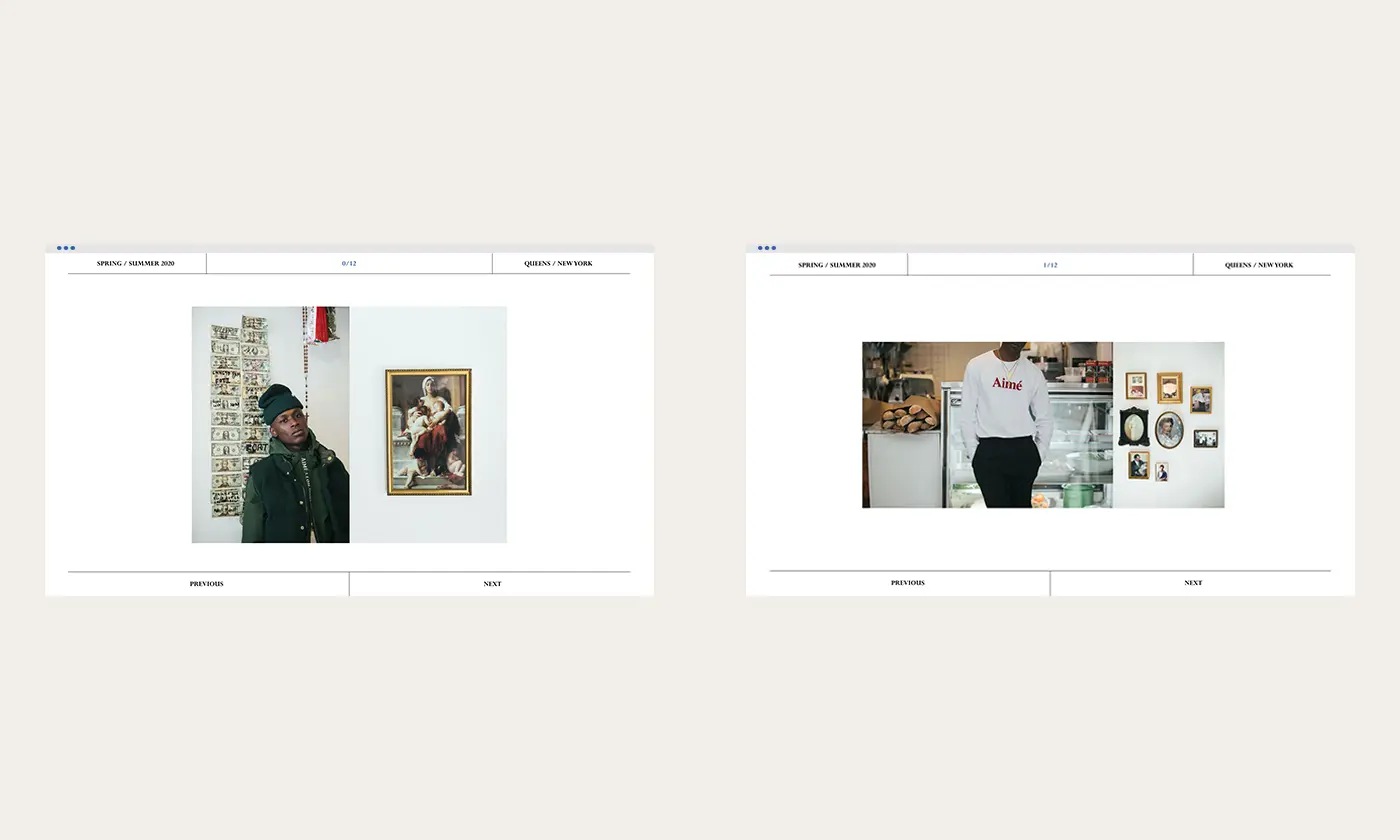 SPRING / SUMMER 2020
0/12
QUEENS / NEW YORK
PREVIOUS
NEXT
SPRING / SUMMER 2020
1/12
QUEENS / NEW YORK
Aimé
PREVIOUS
NEXT